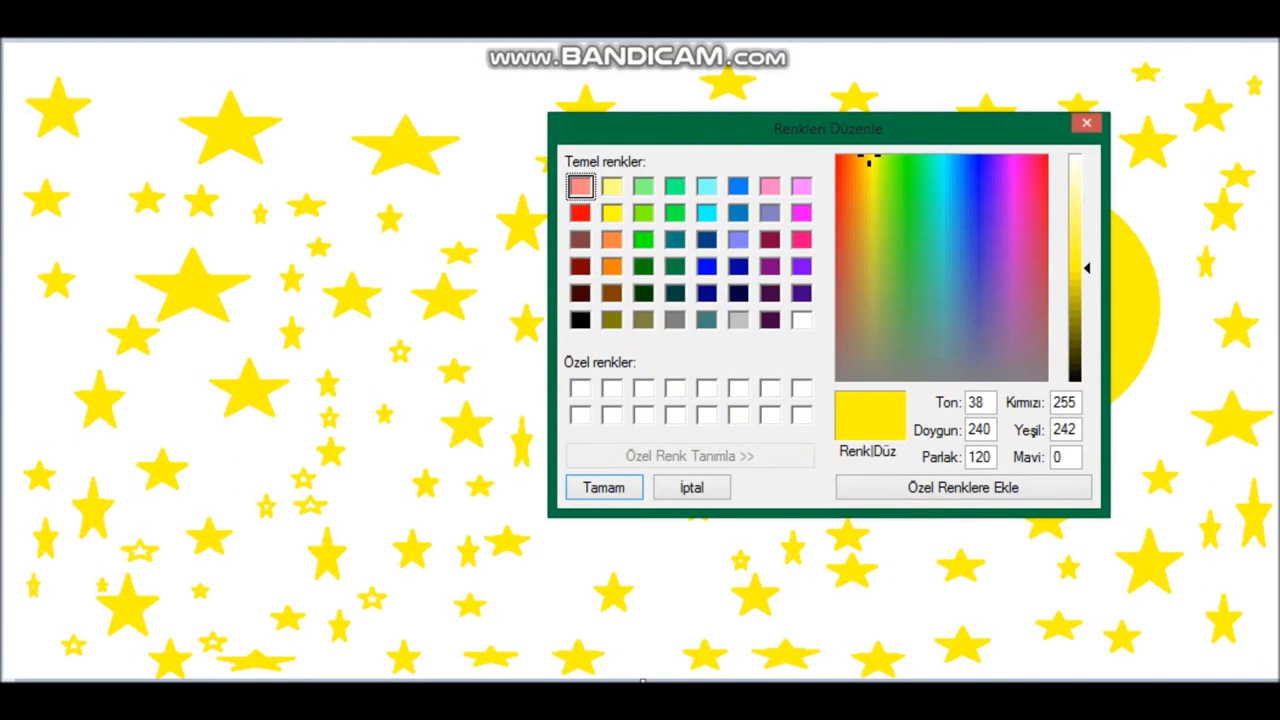 www.BANDICAM.com
Renkleri Düzenle
Temel renkler:
Özel renkler:
Özel Renk Tanımla >>
Tamam
İptal
Renk|Düz
Ton: 38
Kırmızı: 255
Doygun: 240
Yeşil: 242
Parlak: 120
Mavi: 0
Özel Renklere Ekle